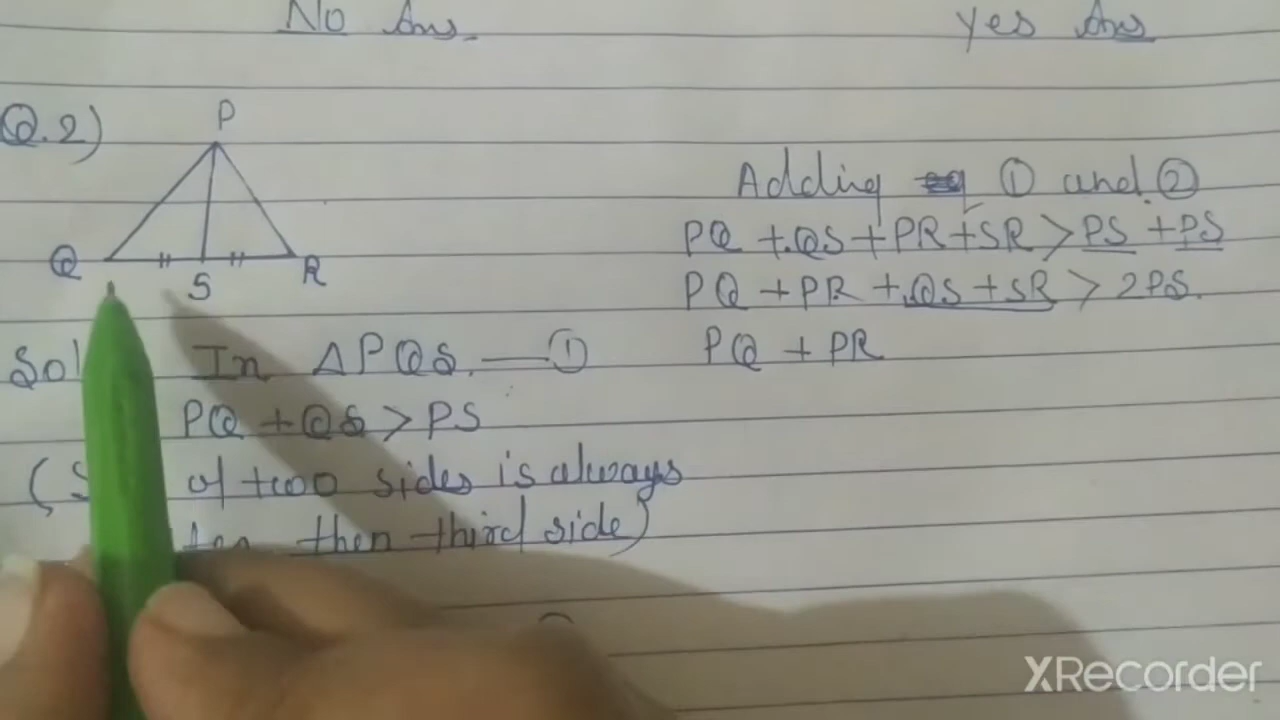 No Ans
Yes Ans
Q.2)
P
Q
S
R
Sol
In ΔPQS. — ①
PQ + QS > PS
(S of two sides is always
then third side)
Adding ① and ②
PQ + QS + PR + SR > PS + PS
PQ + PR + QS + SR > 2PS.
PQ + PR
XRecorder